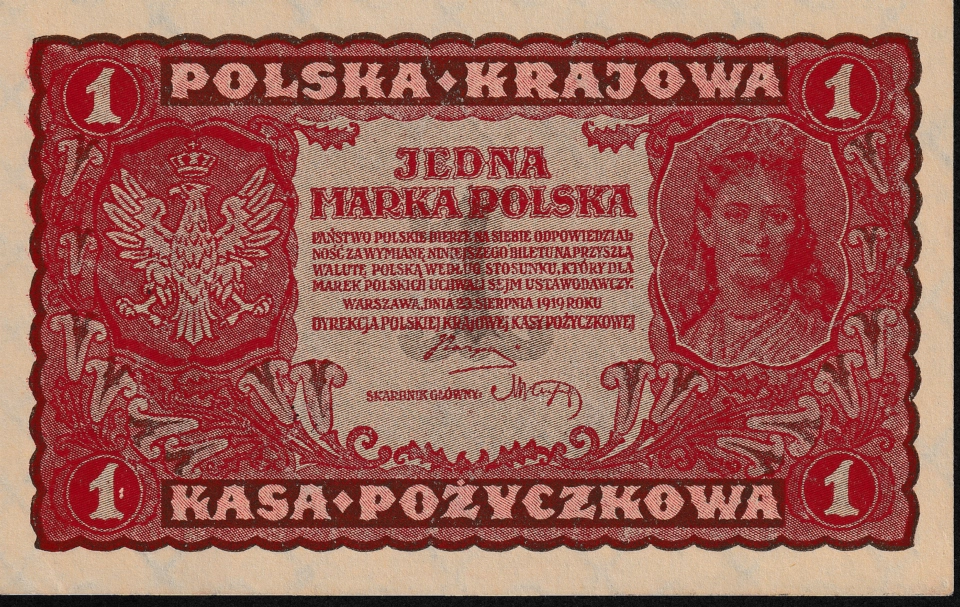 1 POLSKA ♦ KRAJOWA 1
JEDNA
MARKA POLSKA
PAŃSTWO POLSKIE BIERZE NA SIEBIE ODPOWIEDZIAL
NOŚĆ ZA WYMIANĘ NINIEJSZEGO BILETU NA PRZYSZŁĄ
WALUTĘ POLSKĄ WEDŁUG STOSUNKU, KTÓRY DLA
MAREK POLSKICH UCHWALI SEJM USTAWODAWCZY.
WARSZAWA, DNIA 23 SIERPNIA 1919 ROKU
DYREKCJA POLSKIEJ KRAJOWEJ KASY POŻYCZKOWEJ
SKARBNIK GŁÓWNY:
1 KASA ♦ POŻYCZKOWA 1